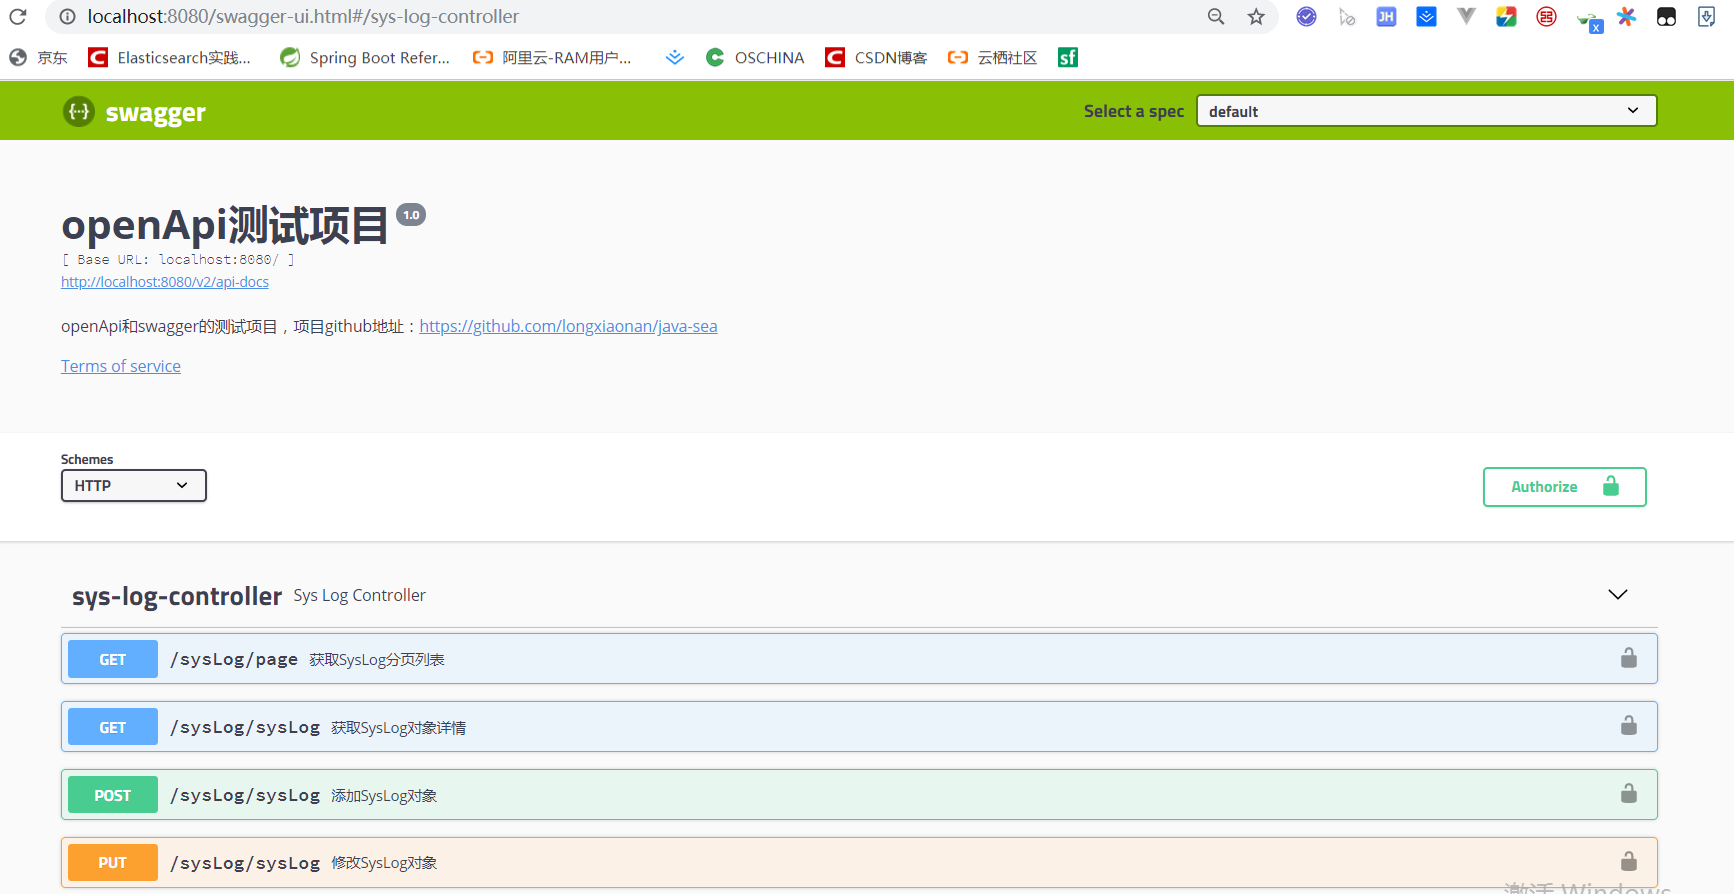 localhost:8080/swagger-ui.html#/sys-log-controller
京东 Elasticsearch实践... Spring Boot Refer... 阿里云-RAM用户... OSCHINA CSDN博客 云栖社区 sf
{···} swagger Select a spec default
openApi测试项目 1.0
[ Base URL: localhost:8080/ ]
http://localhost:8080/v2/api-docs
openApi和swagger的测试项目，项目github地址：https://github.com/longxiaonan/java-sea
Terms of service
Schemes
HTTP
Authorize
sys-log-controller Sys Log Controller
GET /sysLog/page 获取SysLog分页列表
GET /sysLog/sysLog 获取SysLog对象详情
POST /sysLog/sysLog 添加SysLog对象
PUT /sysLog/sysLog 修改SysLog对象
激活 Windows